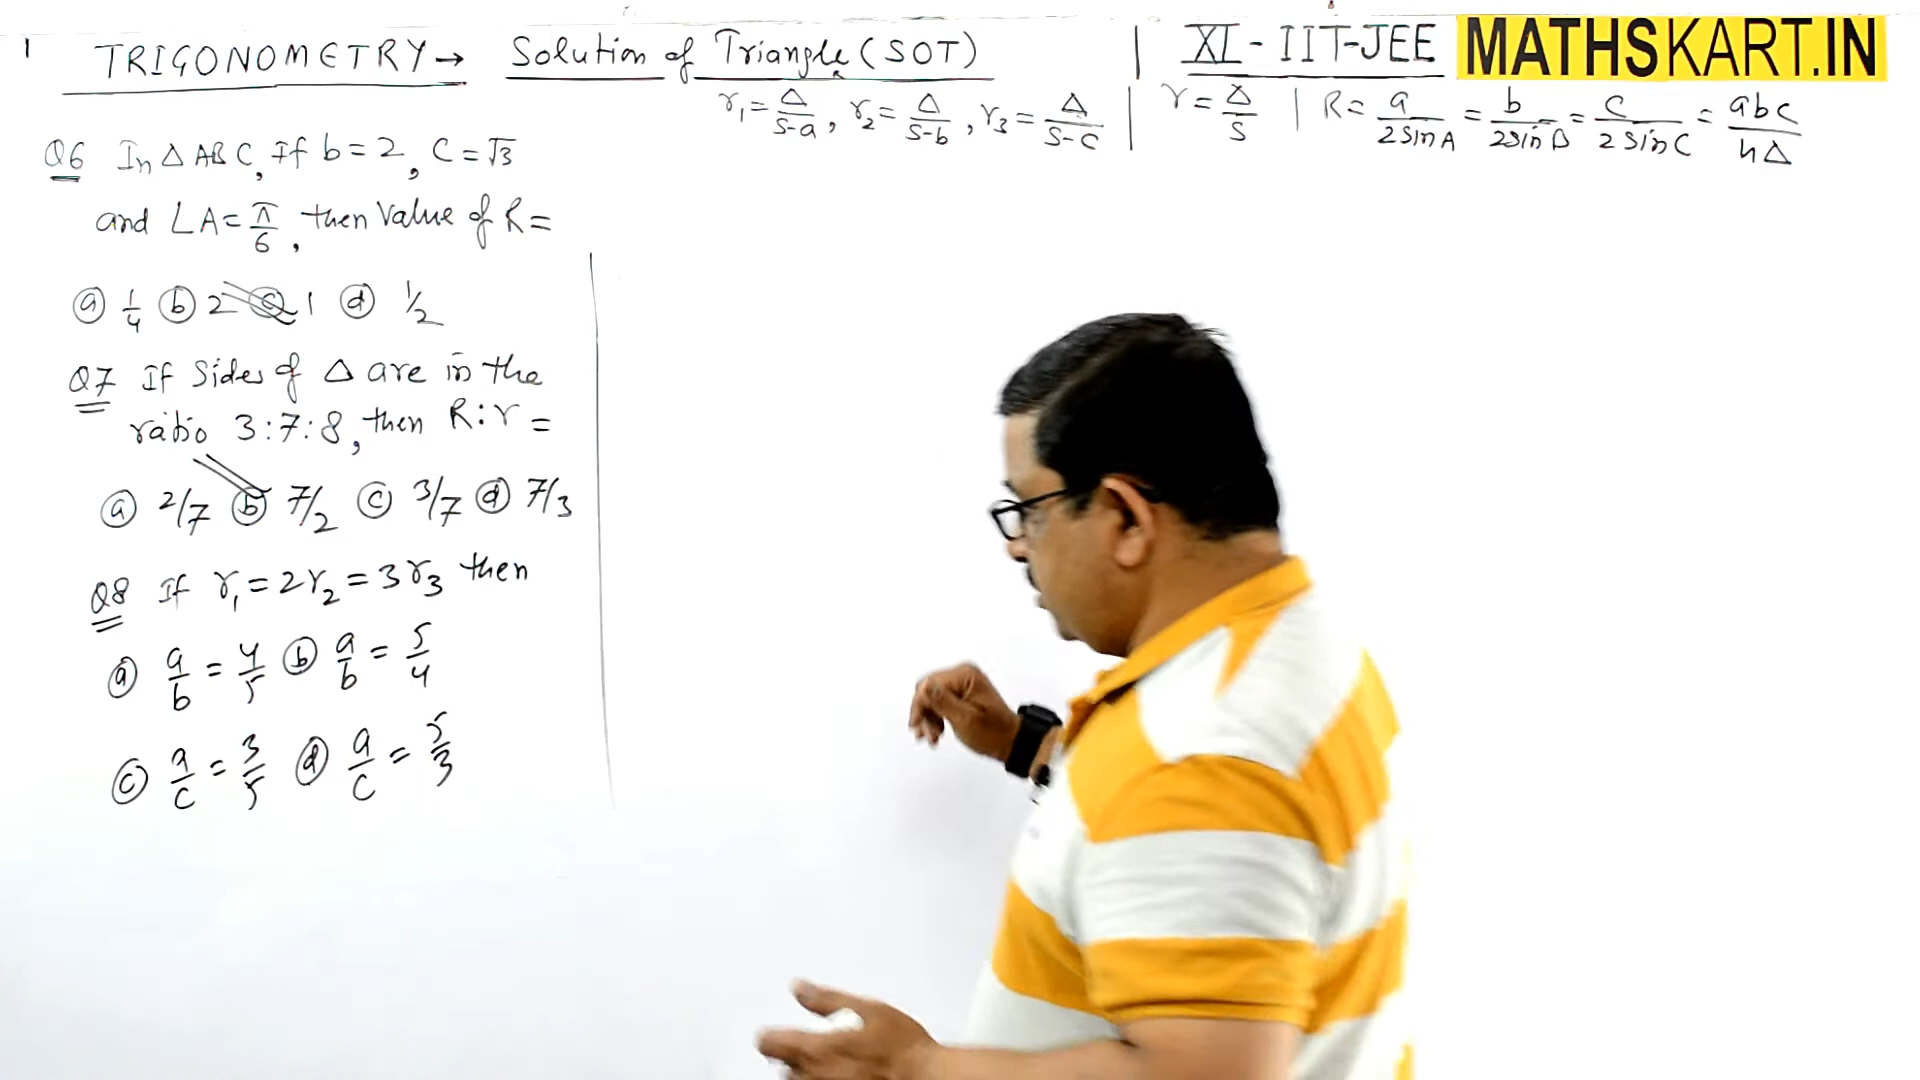 1
TRIGONOMETRY → Solution of Triangle (SOT) | XI - IIT-JEE
MATHSKART.IN
r₁ = Δ/(s-a), r₂ = Δ/(s-b), r₃ = Δ/(s-c) | r = Δ/s | R = a/(2sinA) = b/(2sinB) = c/(2sinC) = abc/(4Δ)
Q6 In Δ ABC, If b = 2, C = √3
and ∠A = π/6, then Value of R =
(a) 1/4 (b) 2 (c) 1 (d) 1/2
Q7 If Sides of Δ are in the
ratio 3:7:8, then R:r =
(a) 2/7 (b) 7/2 (c) 3/7 (d) 7/3
Q8 If r₁ = 2r₂ = 3r₃ then
(a) a/b = 4/5 (b) a/b = 5/4
(c) a/c = 3/5 (d) a/c = 5/3